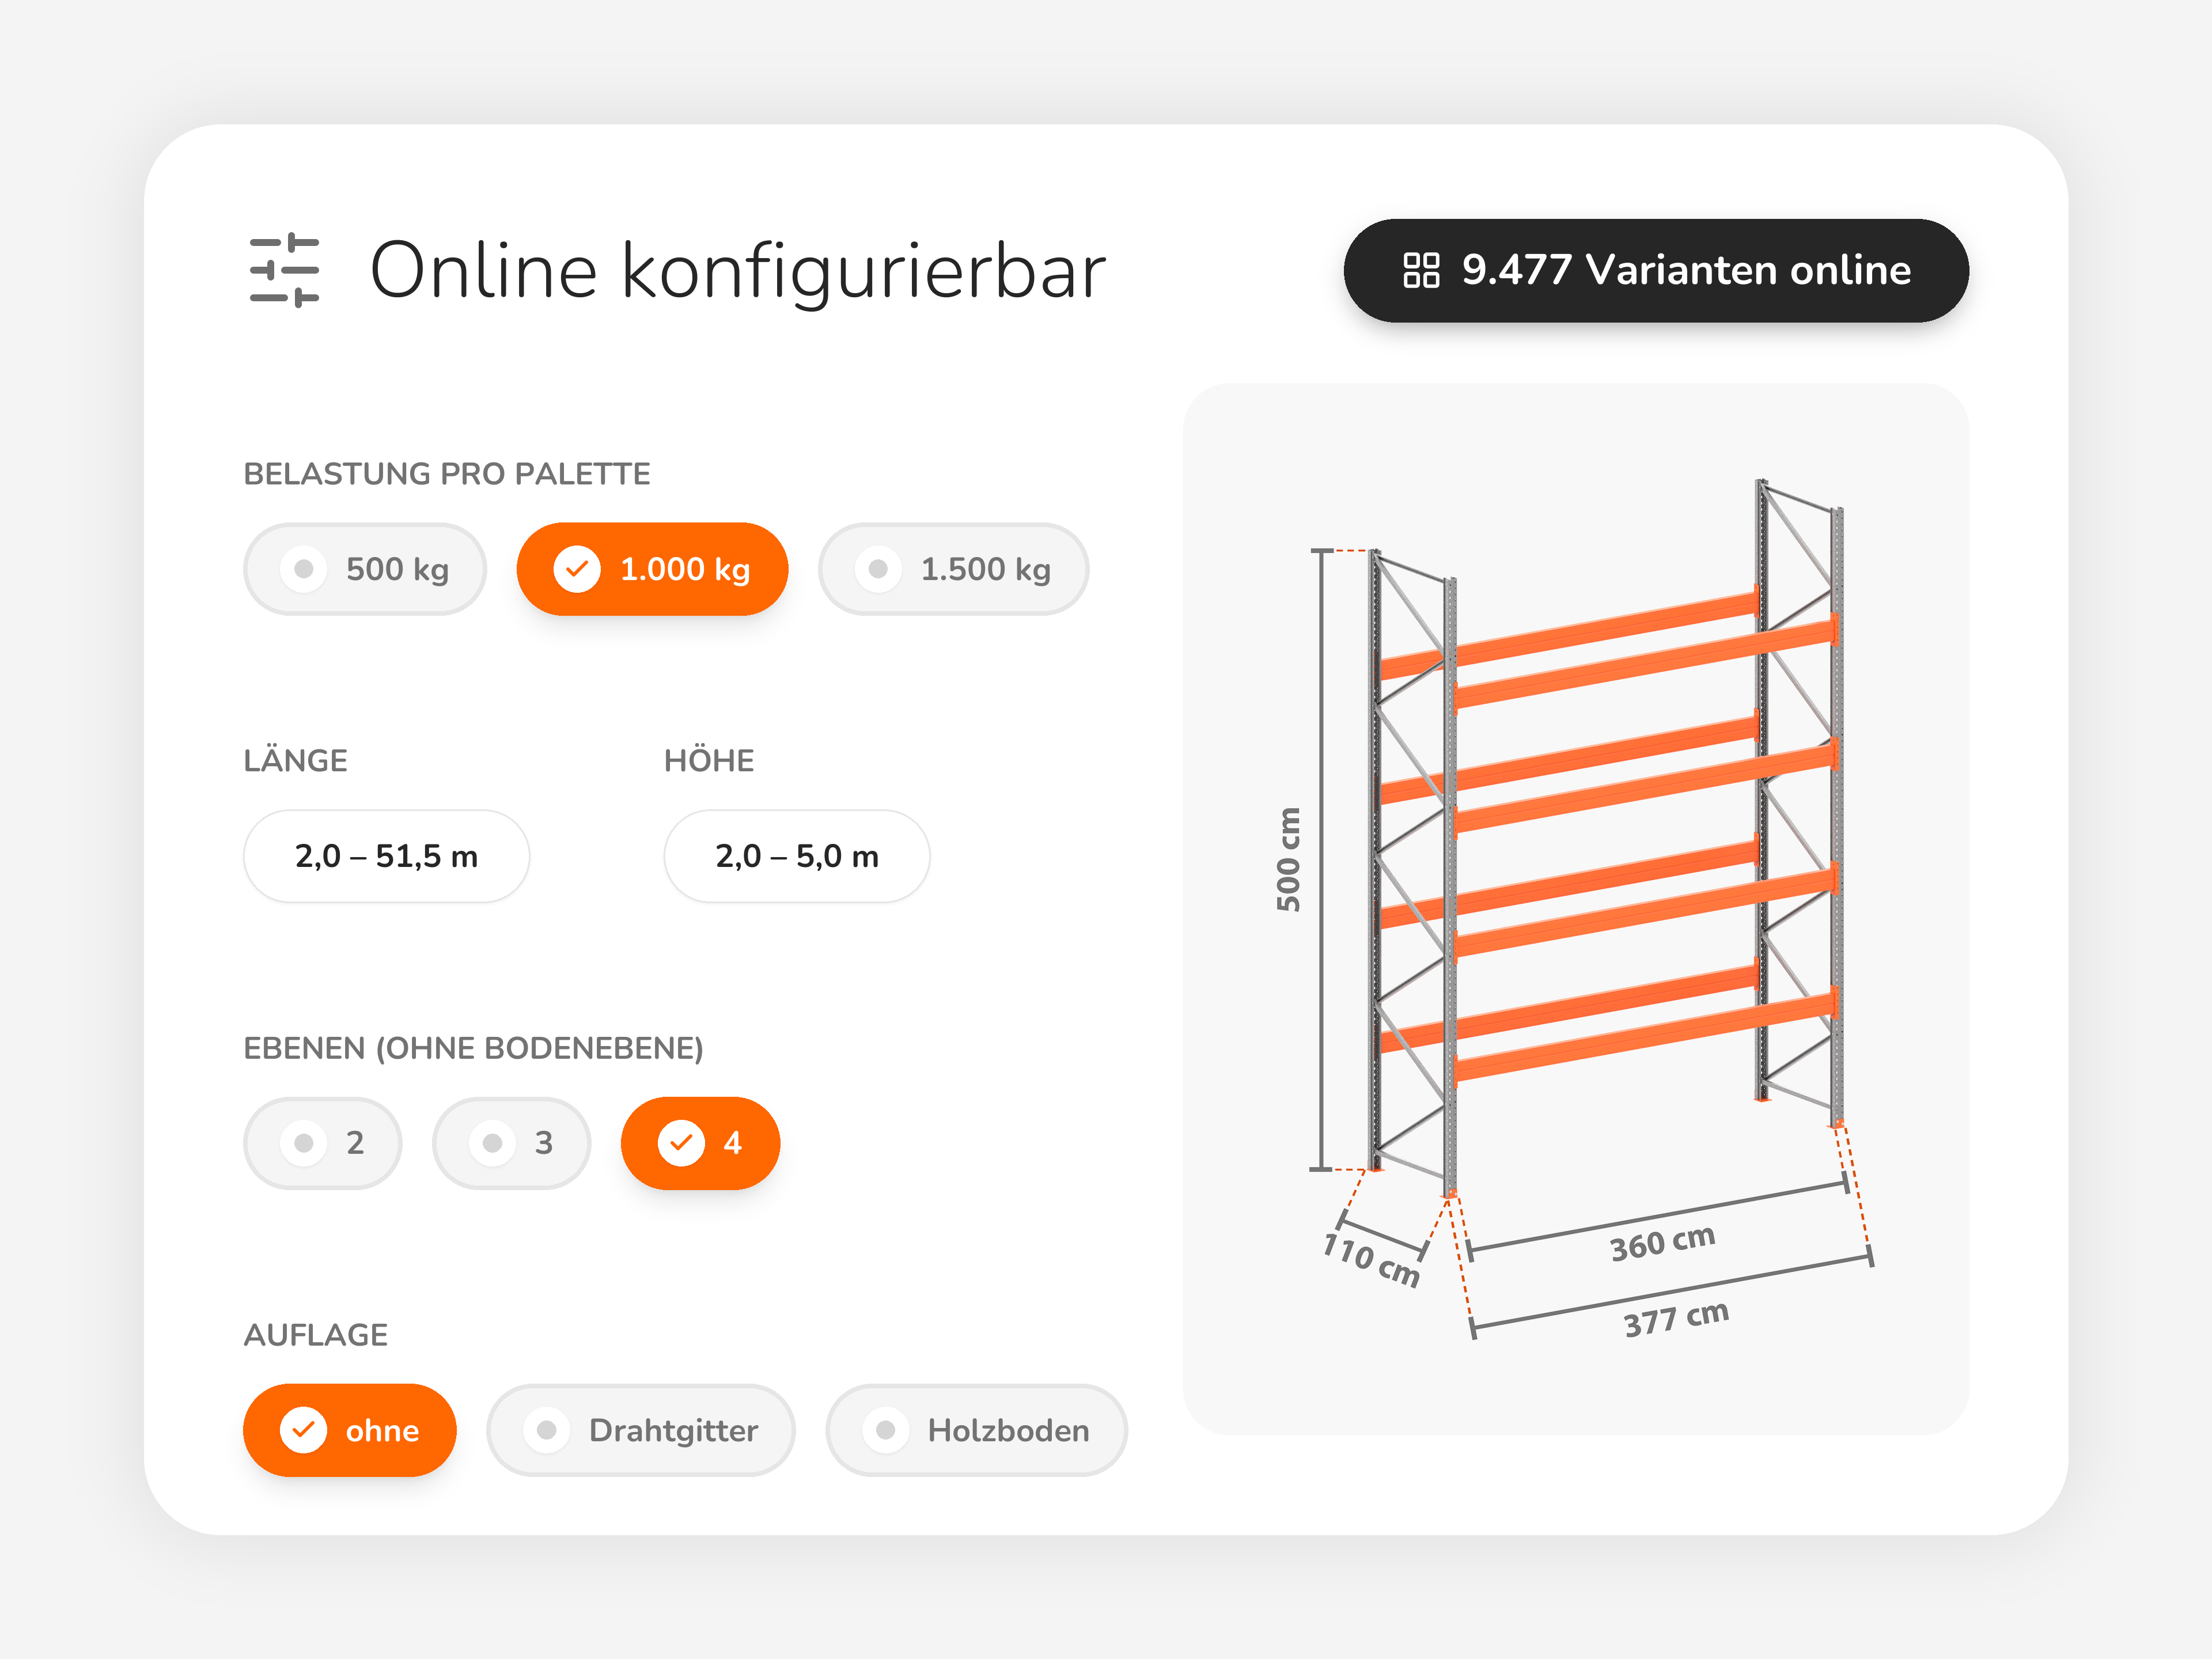 Online konfigurierbar
9.477 Varianten online
BELASTUNG PRO PALETTE
500 kg
1.000 kg
1.500 kg
LÄNGE
HÖHE
2,0 – 51,5 m
2,0 – 5,0 m
EBENEN (OHNE BODENEBENE)
2
3
4
AUFLAGE
ohne
Drahtgitter
Holzboden
500 cm
110 cm
360 cm
377 cm